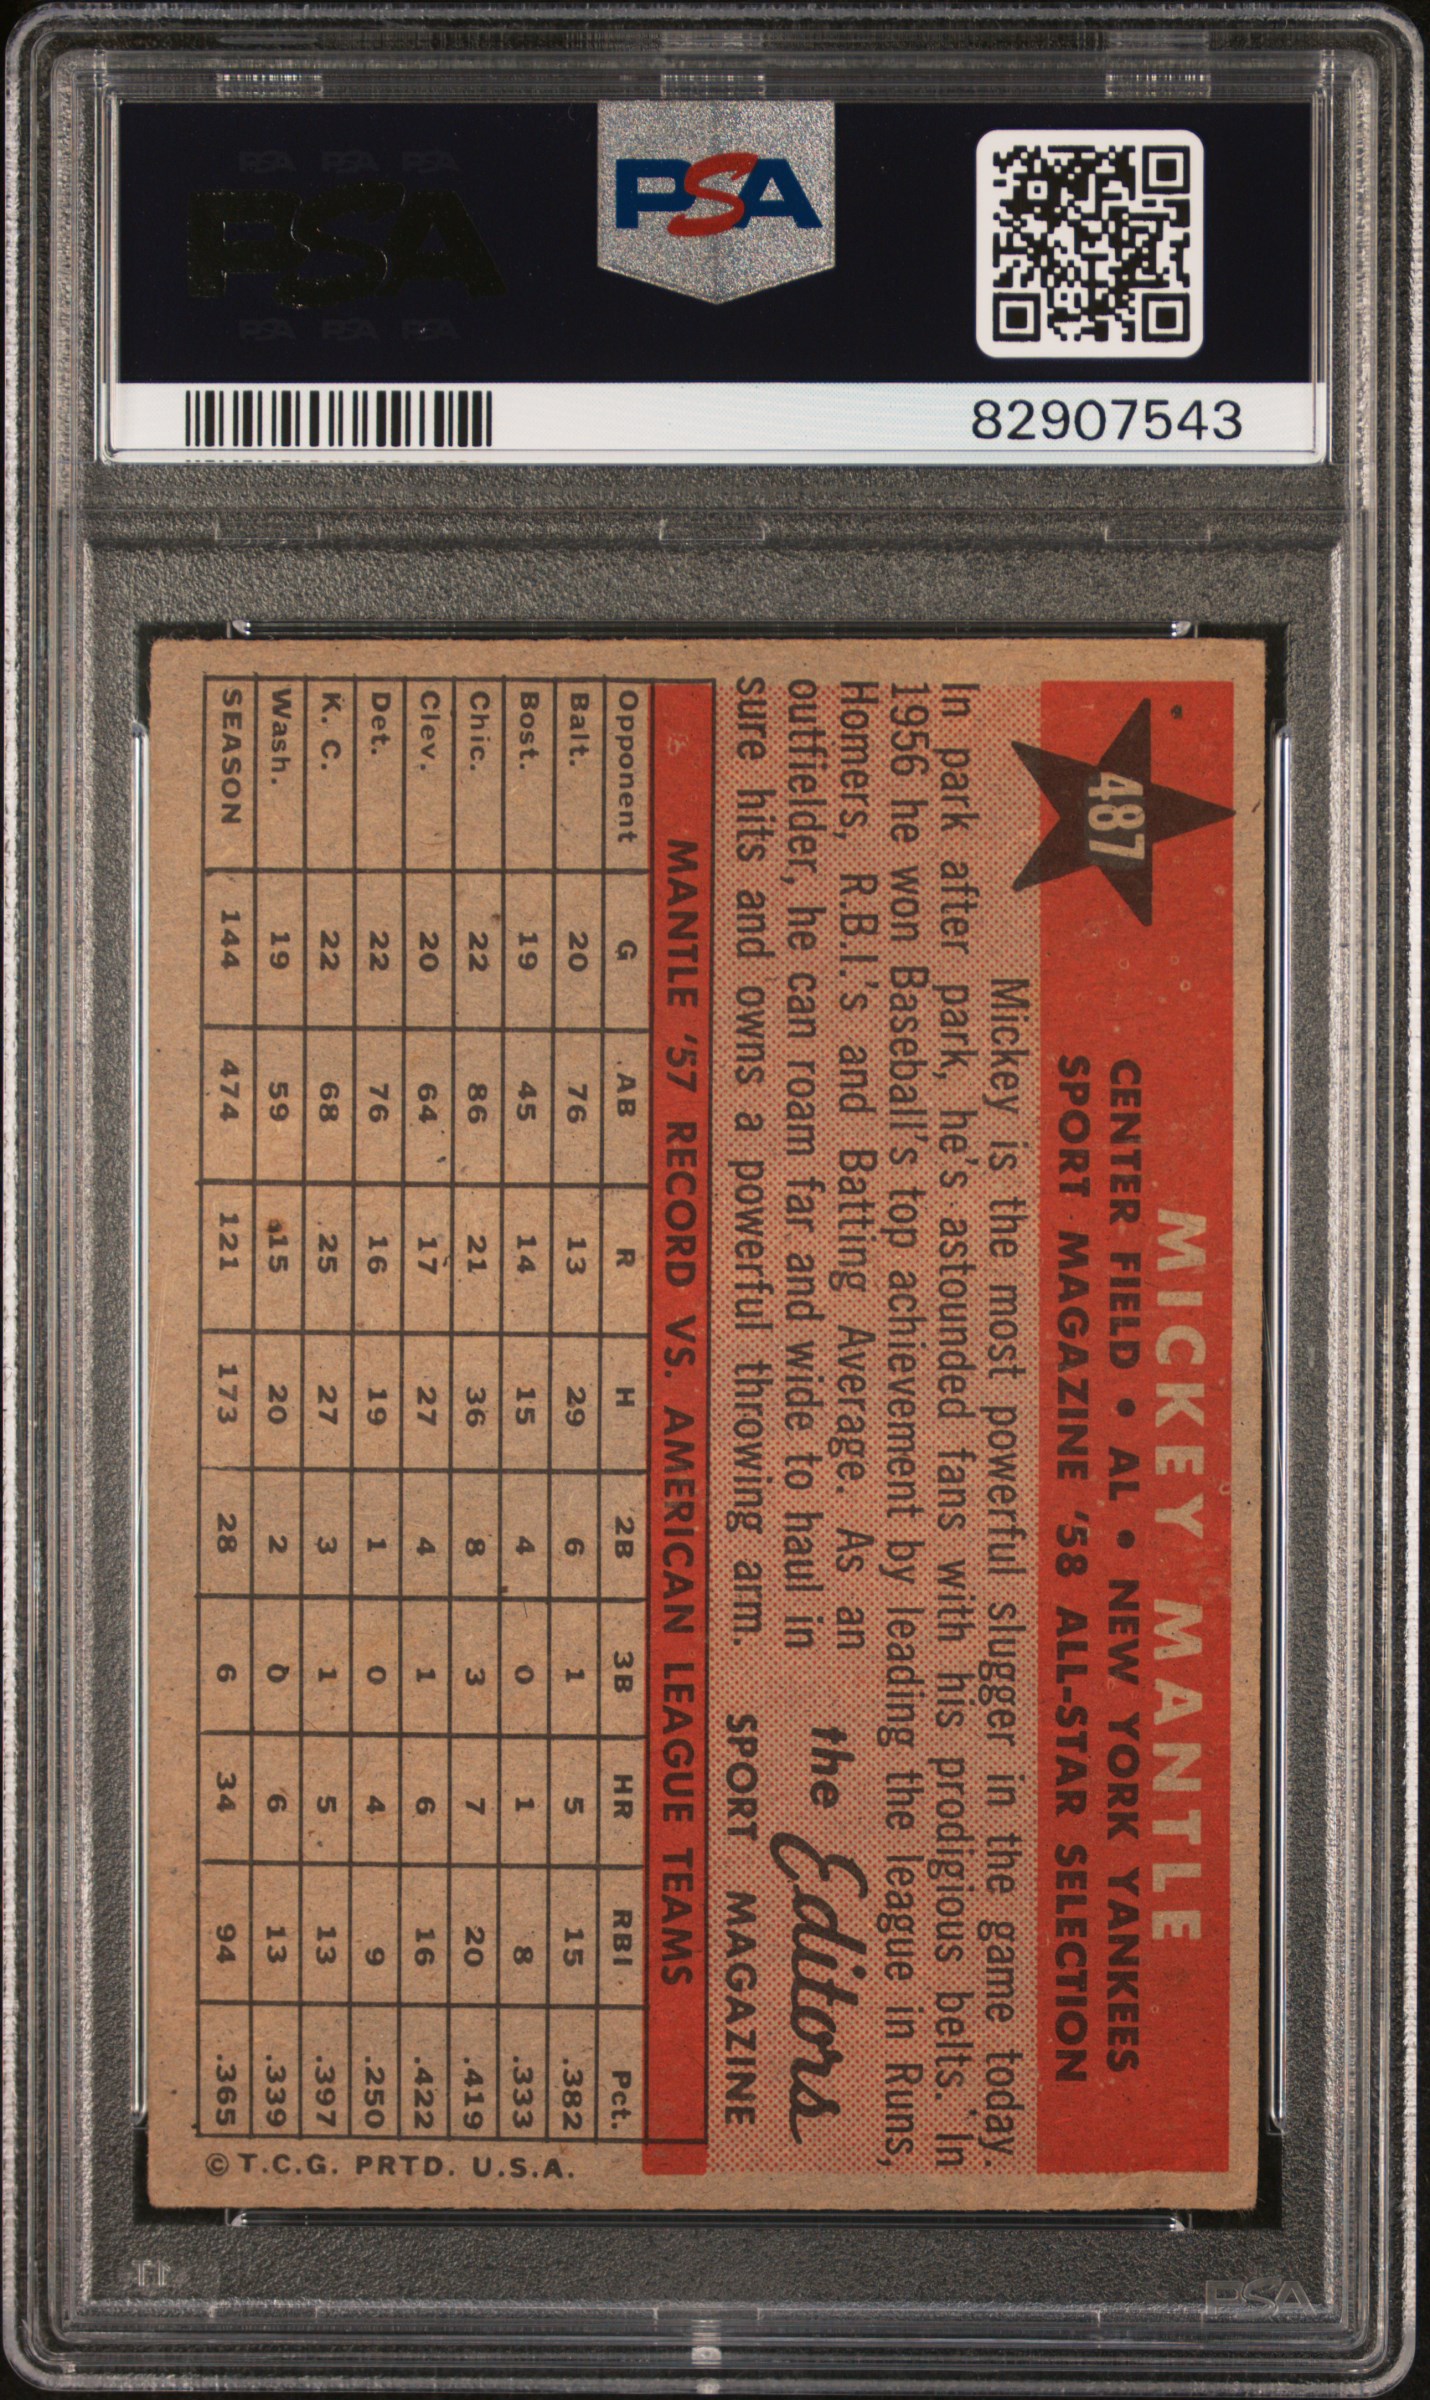 PSA PSA PSA
PSA
PSA PSA PSA
PSA
82907543
487
MICKEY MANTLE
CENTER FIELD • AL • NEW YORK YANKEES
SPORT MAGAZINE '58 ALL-STAR SELECTION
Mickey is the most powerful slugger in the game today.
In park after park, he's astounded fans with his prodigious belts. In
1956 he won Baseball's top achievement by leading the league in Runs,
Homers, R.B.I.'s and Batting Average. As an
outfielder, he can roam far and wide to haul in
sure hits and owns a powerful throwing arm.
the Editors
SPORT MAGAZINE
MANTLE '57 RECORD VS. AMERICAN LEAGUE TEAMS
Opponent G AB R H 2B 3B HR RBI Pct.
Balt. 20 76 13 29 6 1 5 15 .382
Bost. 19 45 14 15 4 0 1 8 .333
Chic. 22 86 21 36 8 3 7 20 .419
Clev. 20 64 17 27 4 1 6 16 .422
Det. 22 76 16 19 1 0 4 9 .250
K. C. 22 68 25 27 3 1 5 13 .397
Wash. 19 59 15 20 2 0 6 13 .339
SEASON 144 474 121 173 28 6 34 94 .365
© T.C.G. PRTD. U.S.A.
PSA